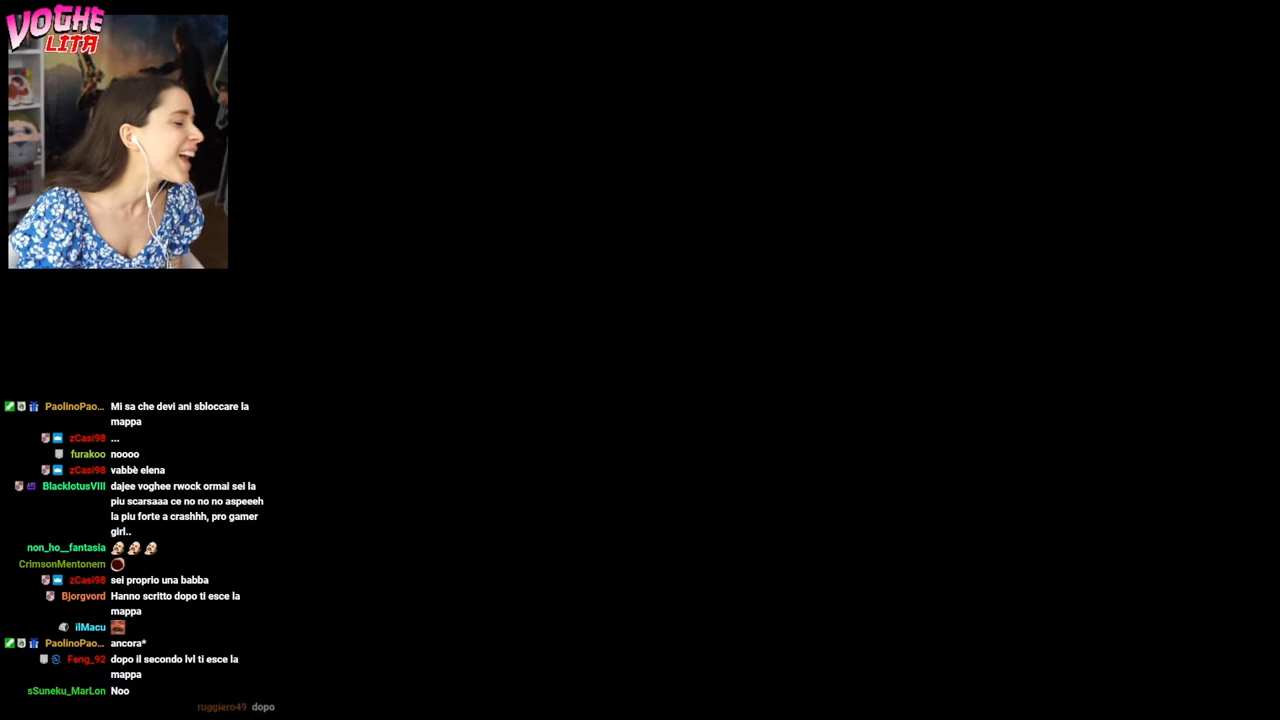 VOGHE
LITA
PaolinoPao... Mi sa che devi ani sbloccare la
mappa
zCasi98 ...
furakoo noooo
zCasi98 vabbè elena
BlacklotusVIII dajee voghee rwock ormai sei la
piu scarsaaa ce no no no aspeeeh
la piu forte a crashhh, pro gamer
girl..
non_ho__fantasia
CrimsonMentonem
zCasi98 sei proprio una babba
Bjorgvord Hanno scritto dopo ti esce la
mappa
ilMacu
PaolinoPao... ancora*
Feng_92 dopo il secondo lvl ti esce la
mappa
sSuneku_MarLon Noo
ruggiero49 dopo